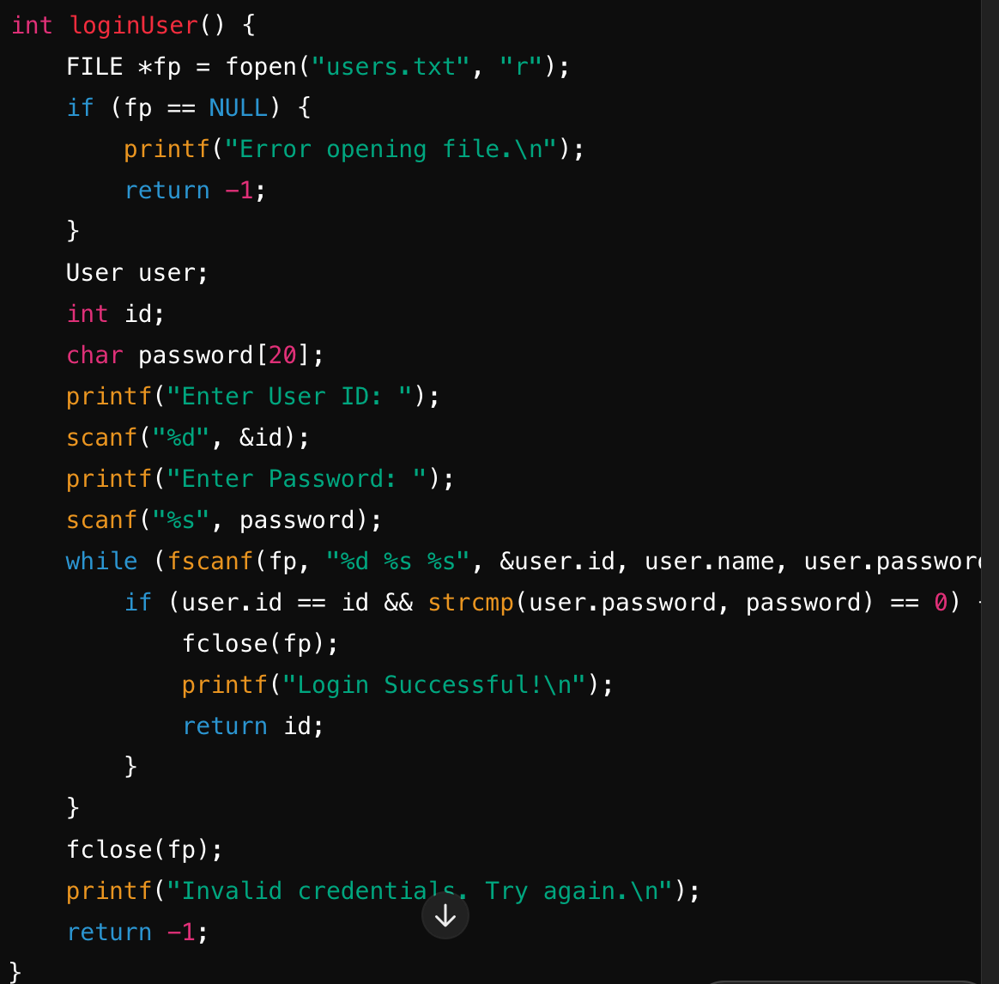 int loginUser() {
    FILE *fp = fopen("users.txt", "r");
    if (fp == NULL) {
        printf("Error opening file.\n");
        return -1;
    }
    User user;
    int id;
    char password[20];
    printf("Enter User ID: ");
    scanf("%d", &id);
    printf("Enter Password: ");
    scanf("%s", password);
    while (fscanf(fp, "%d %s %s", &user.id, user.name, user.password
        if (user.id == id && strcmp(user.password, password) == 0)
            fclose(fp);
            printf("Login Successful!\n");
            return id;
        }
    }
    fclose(fp);
    printf("Invalid credentials. Try again.\n");
    return -1;
}